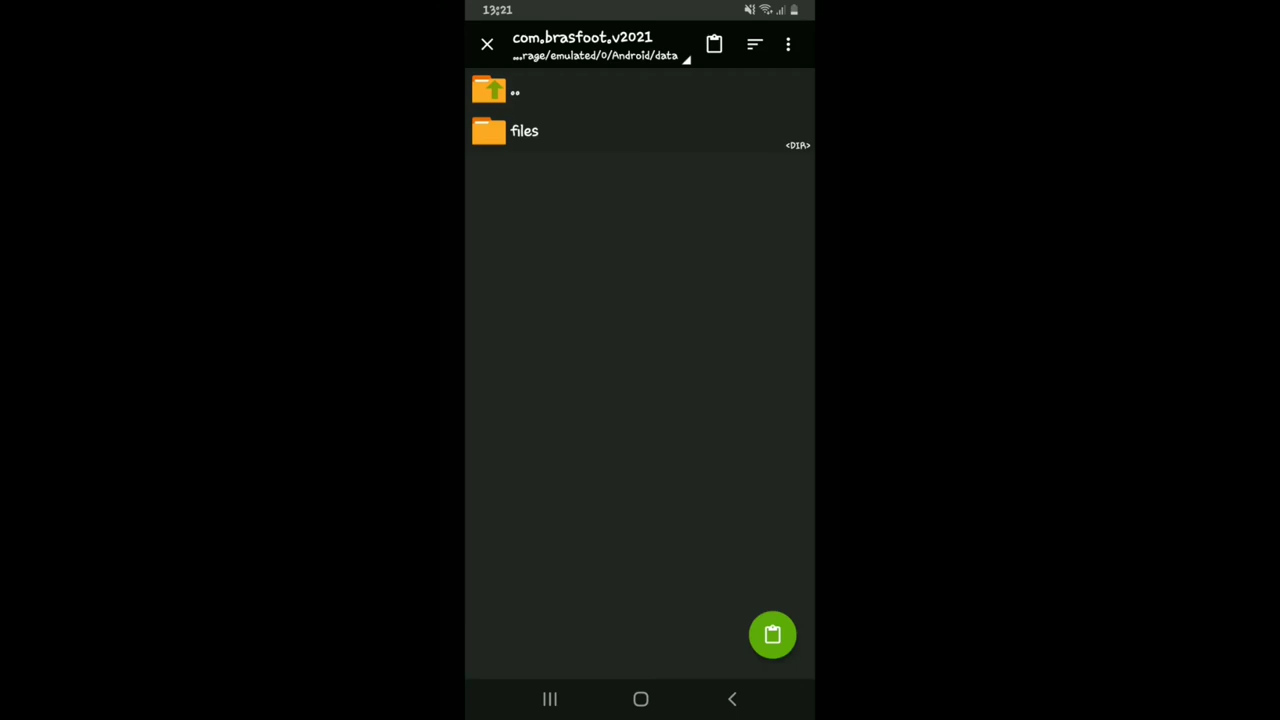 13:21
com.brasfoot.v2021
...rage/emulated/0/Android/data
..
files
<DIR>